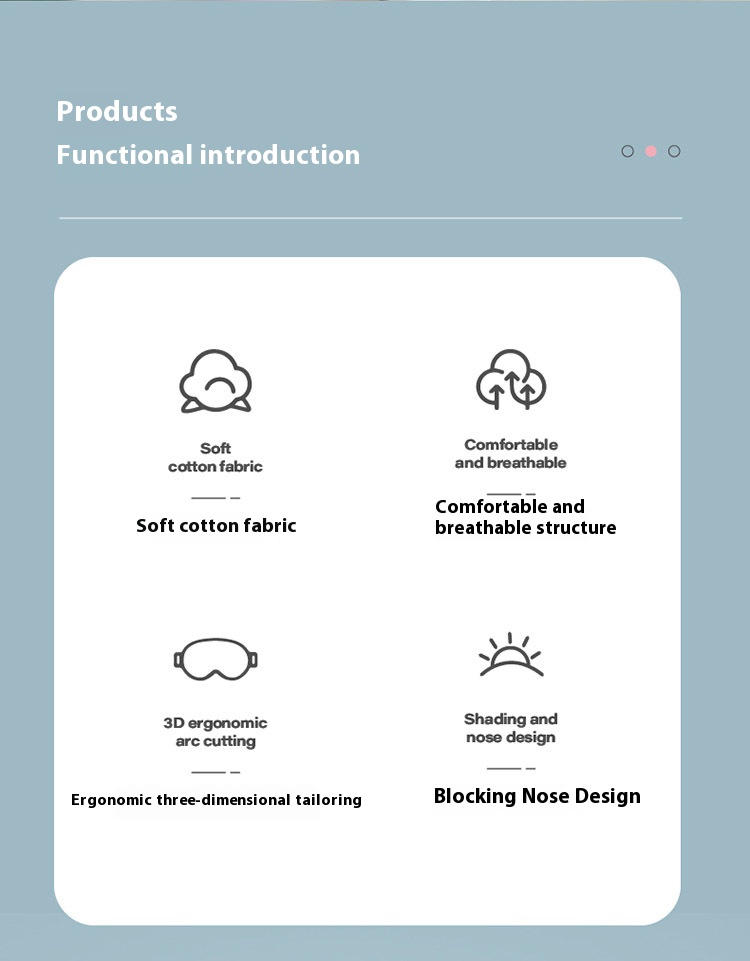 Products
Functional introduction
Soft
cotton fabric
Soft cotton fabric
Comfortable
and breathable
Comfortable and
breathable structure
3D ergonomic
arc cutting
Ergonomic three-dimensional tailoring
Shading and
nose design
Blocking Nose Design